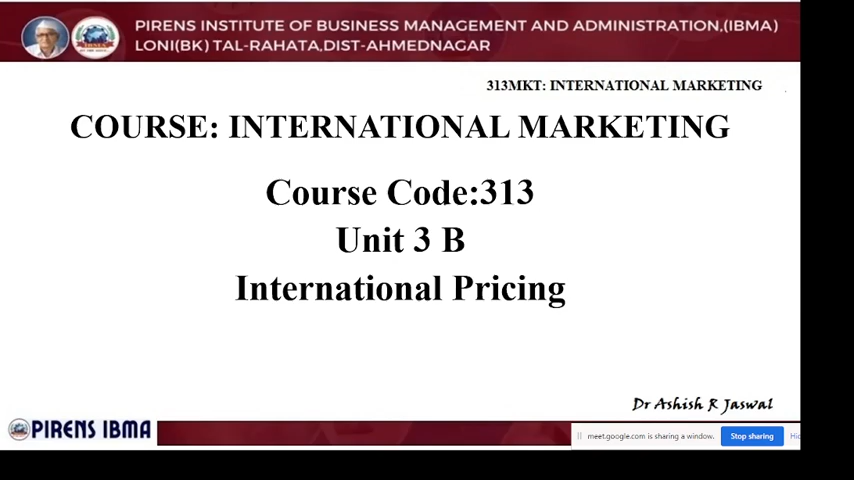 PIRENS INSTITUTE OF BUSINESS MANAGEMENT AND ADMINISTRATION,(IBMA)
LONI(BK) TAL-RAHATA,DIST-AHMEDNAGAR
313MKT: INTERNATIONAL MARKETING
COURSE: INTERNATIONAL MARKETING
Course Code:313
Unit 3 B
International Pricing
Dr Ashish R Jaswal
PIRENS IBMA
meet.google.com is sharing a window. Stop sharing